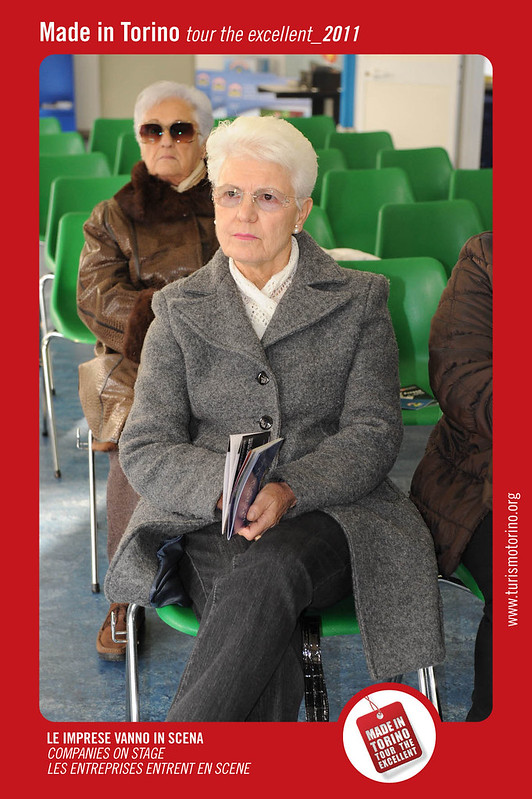 Made in Torino tour the excellent_2011
www.turismotorino.org
LE IMPRESE VANNO IN SCENA
COMPANIES ON STAGE
LES ENTREPRISES ENTRENT EN SCENE
MADE IN
TORINO
TOUR THE
EXCELLENT